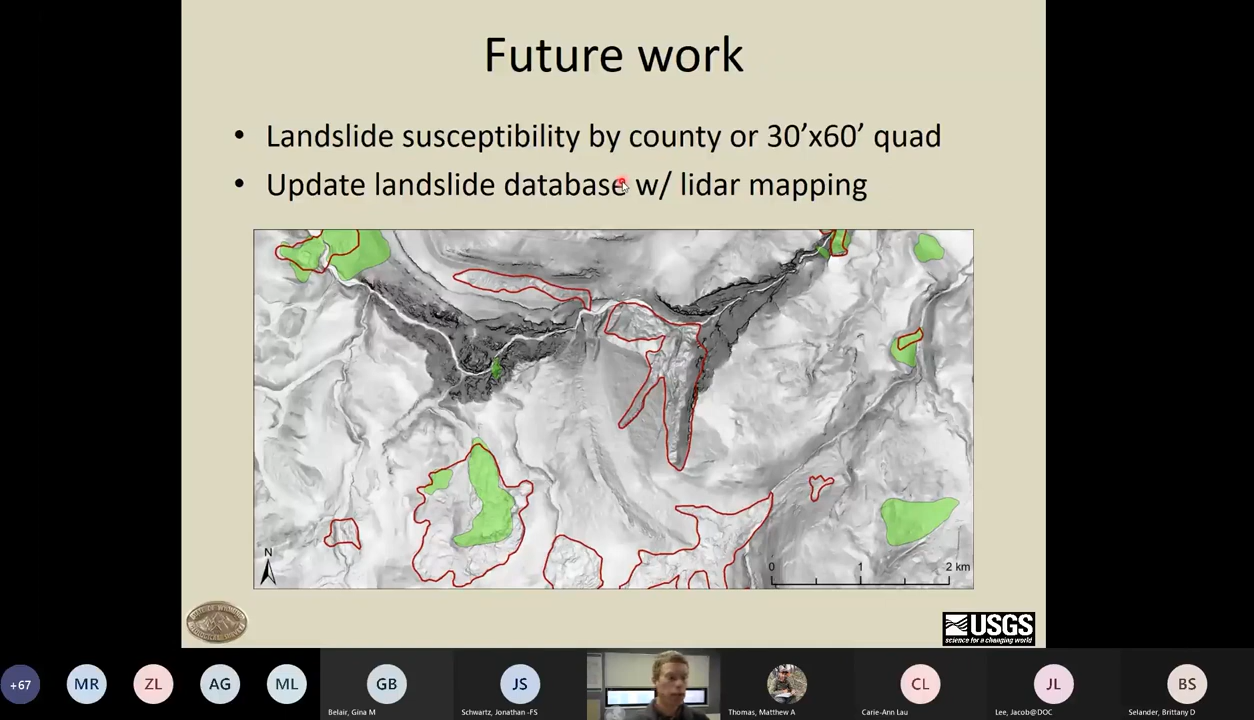 Future work
• Landslide susceptibility by county or 30’x60’ quad
• Update landslide database w/ lidar mapping
N
0 1 2 km
USGS
science for a changing world
+67
MR
ZL
AG
ML
GB
Belair, Gina M
JS
Schwartz, Jonathan -FS
Thomas, Matthew A
CL
Carie-Ann Lau
JL
Lee, Jacob@DOC
BS
Selander, Brittany D